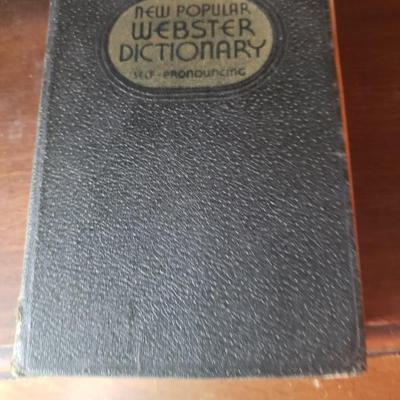 NEW POPULAR
WEBSTER
DICTIONARY
SELF-PRONOUNCING